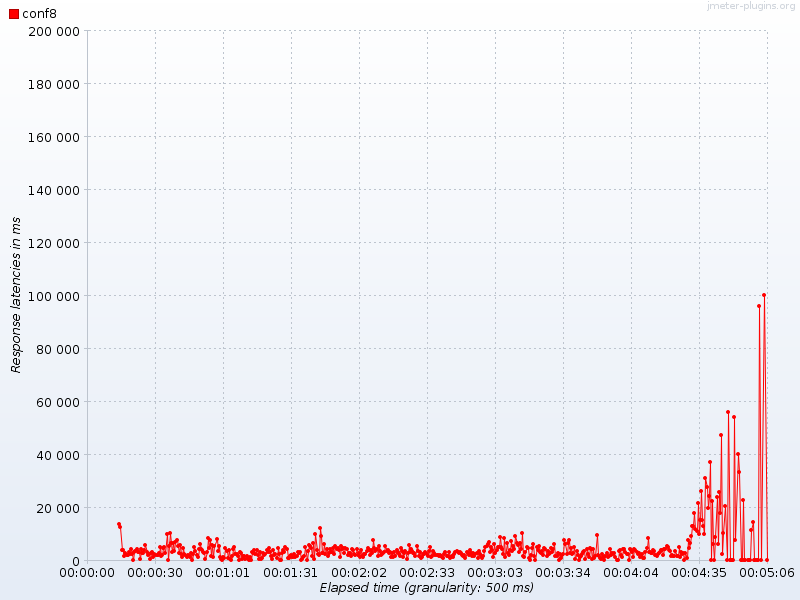 jmeter-plugins.org
conf8
200 000
180 000
160 000
140 000
120 000
100 000
80 000
60 000
40 000
20 000
0
Response latencies in ms
00:00:00 00:00:30 00:01:01 00:01:31 00:02:02 00:02:33 00:03:03 00:03:34 00:04:04 00:04:35 00:05:06
Elapsed time (granularity: 500 ms)